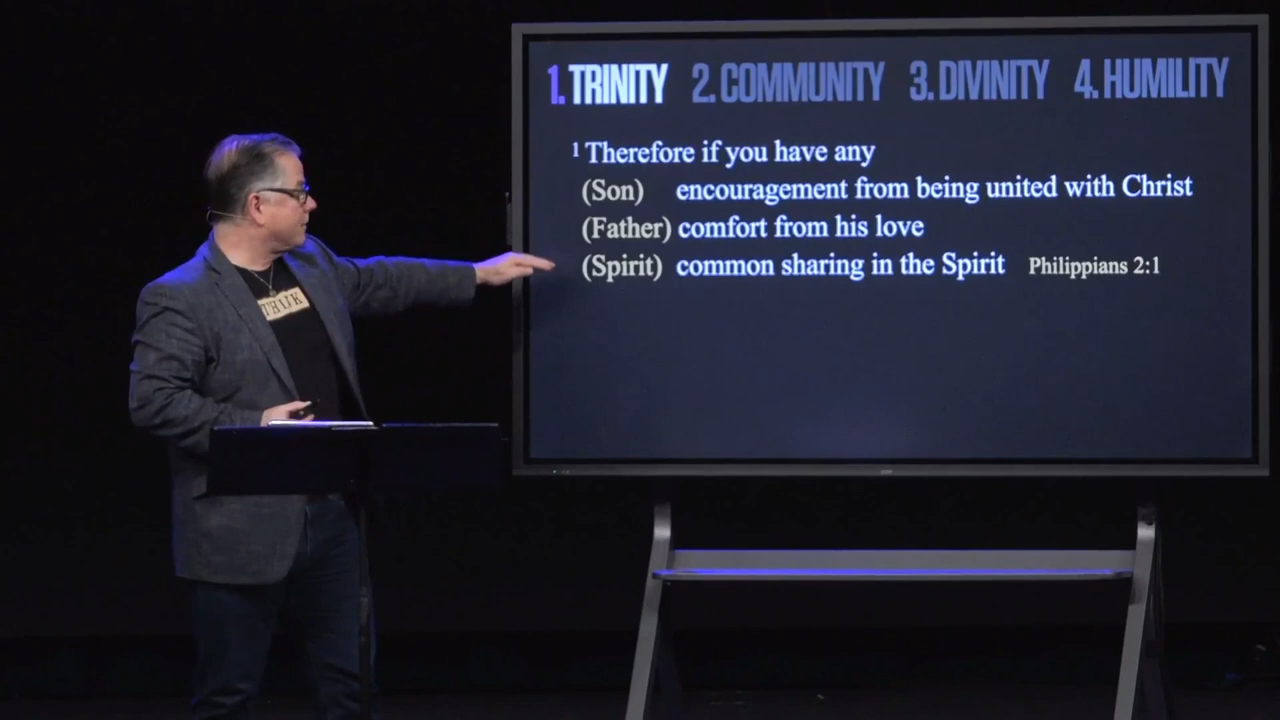 1. TRINITY 2. COMMUNITY 3. DIVINITY 4. HUMILITY
1 Therefore if you have any
(Son) encouragement from being united with Christ
(Father) comfort from his love
(Spirit) common sharing in the Spirit Philippians 2:1
THINK